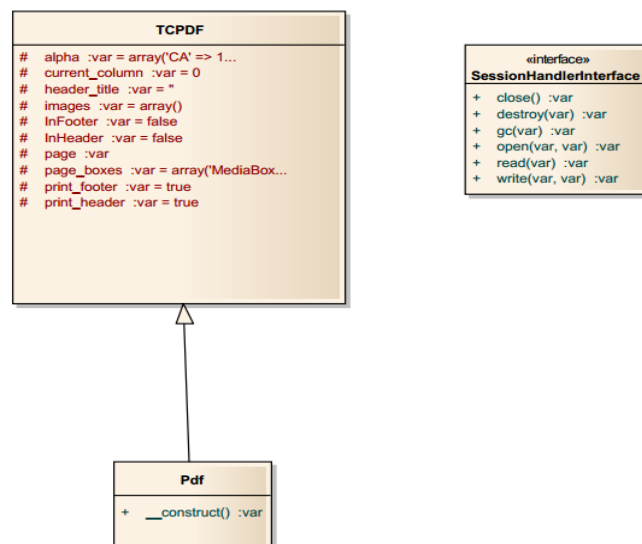 TCPDF
# alpha :var = array('CA' => 1...
# current_column :var = 0
# header_title :var = ''
# images :var = array()
# InFooter :var = false
# InHeader :var = false
# page :var
# page_boxes :var = array('MediaBox...
# print_footer :var = true
# print_header :var = true
«interface»
SessionHandlerInterface
+ close() :var
+ destroy(var) :var
+ gc(var) :var
+ open(var, var) :var
+ read(var) :var
+ write(var, var) :var
Pdf
+ __construct() :var